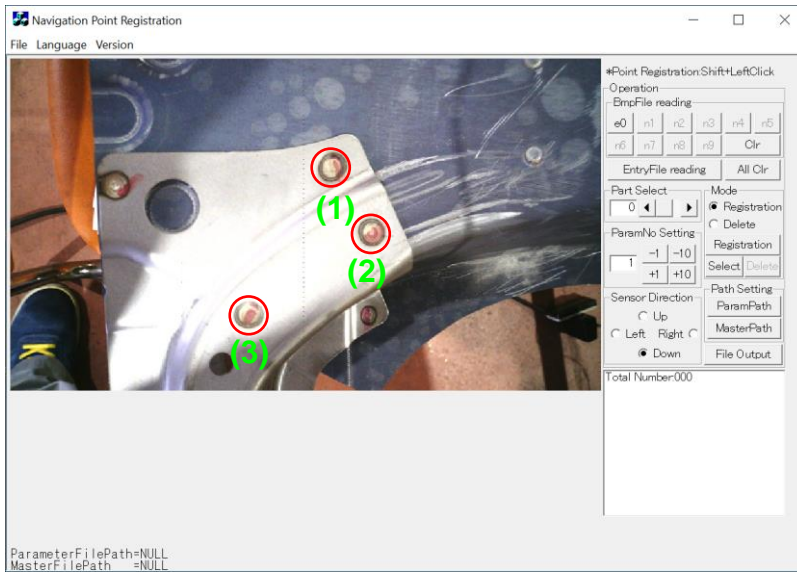 Navigation Point Registration
File Language Version
*Point Registration:Shift+LeftClick
Operation
BmpFile reading
e0 n1 n2 n3 n4 n5
n6 n7 n8 n9 Clr
EntryFile reading All Clr
Part Select
0
Mode
Registration
Delete
ParamNo Setting
1 -1 -10
+1 +10
Registration
Select Delete
Sensor Direction
Up
Left Right
Down
Path Setting
ParamPath
MasterPath
File Output
Total Number:000
(1)
(2)
(3)
ParameterFilePath=NULL
MasterFilePath =NULL